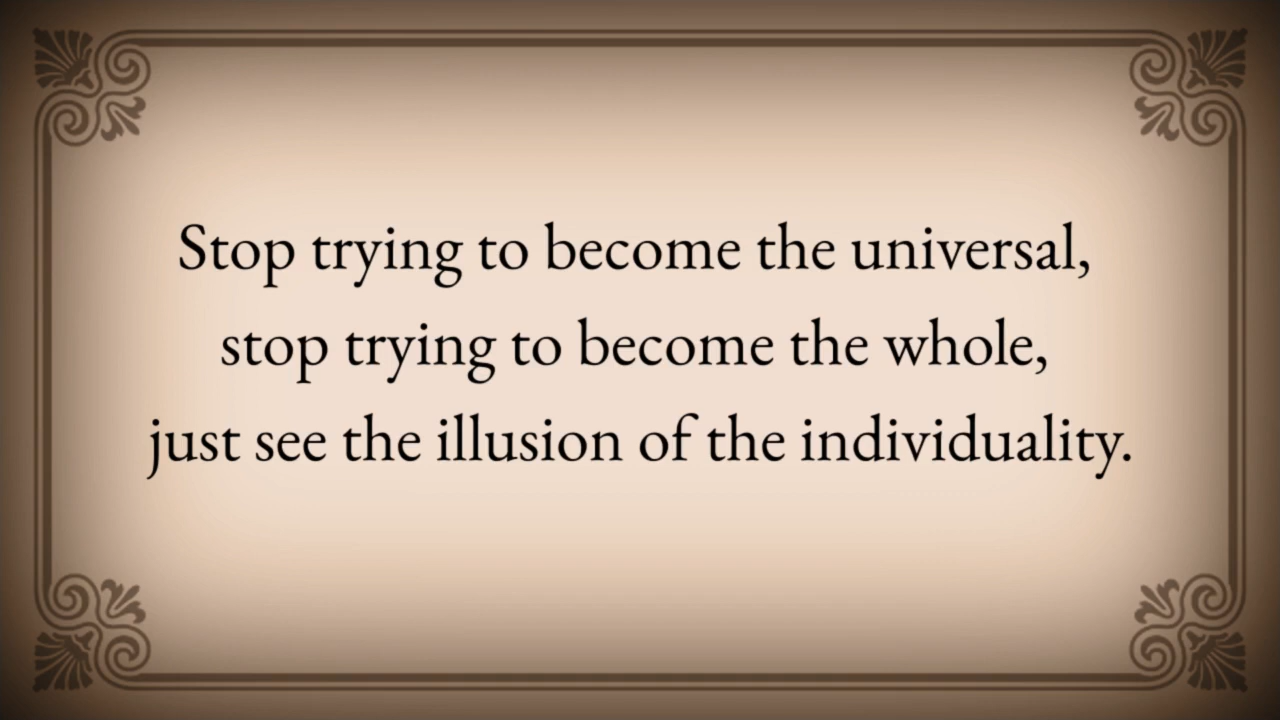 Stop trying to become the universal,
stop trying to become the whole,
just see the illusion of the individuality.